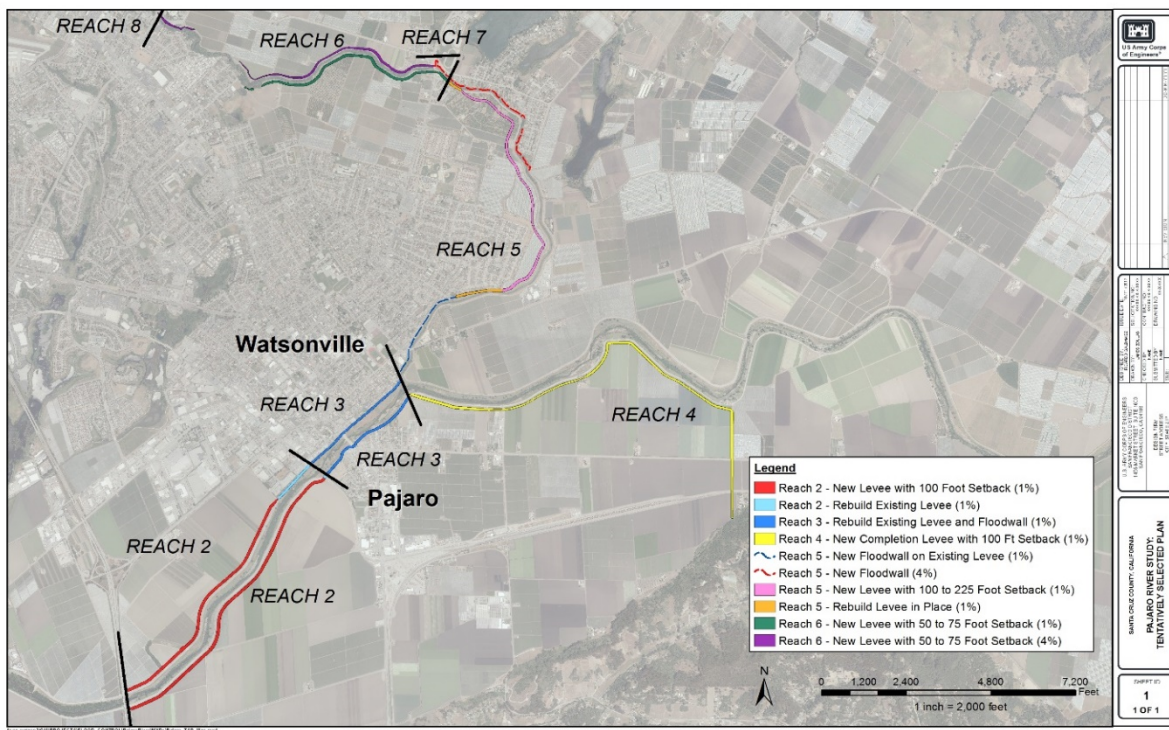 REACH 8
REACH 6
REACH 7
REACH 5
Watsonville
REACH 3
REACH 4
REACH 3
Pajaro
REACH 2
REACH 2
Legend
Reach 2 - New Levee with 100 Foot Setback (1%)
Reach 2 - Rebuild Existing Levee (1%)
Reach 3 - Rebuild Existing Levee and Floodwall (1%)
Reach 4 - New Completion Levee with 100 Ft Setback (1%)
Reach 5 - New Floodwall on Existing Levee (1%)
Reach 5 - New Floodwall (4%)
Reach 5 - New Levee with 100 to 225 Foot Setback (1%)
Reach 5 - Rebuild Levee in Place (1%)
Reach 6 - New Levee with 50 to 75 Foot Setback (1%)
Reach 6 - New Levee with 50 to 75 Foot Setback (4%)
N
0 1,200 2,400 4,800 7,200
Feet
1 inch = 2,000 feet
US Army Corps
of Engineers
SANTA CRUZ COUNTY, CALIFORNIA
PAJARO RIVER STUDY:
TENTATIVELY SELECTED PLAN
SHEET ID
1
1 OF 1